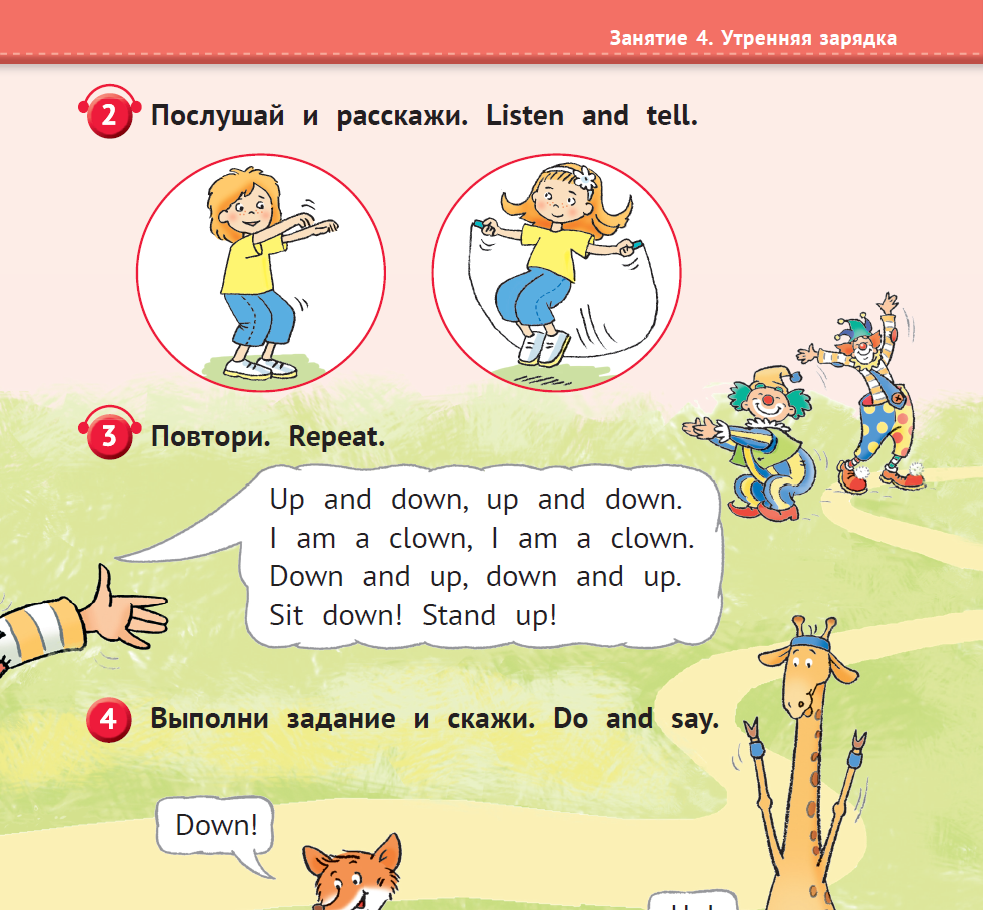 Занятие 4. Утренняя зарядка
2 Послушай и расскажи. Listen and tell.
3 Повтори. Repeat.
Up and down, up and down.
I am a clown, I am a clown.
Down and up, down and up.
Sit down! Stand up!
4 Выполни задание и скажи. Do and say.
Down!